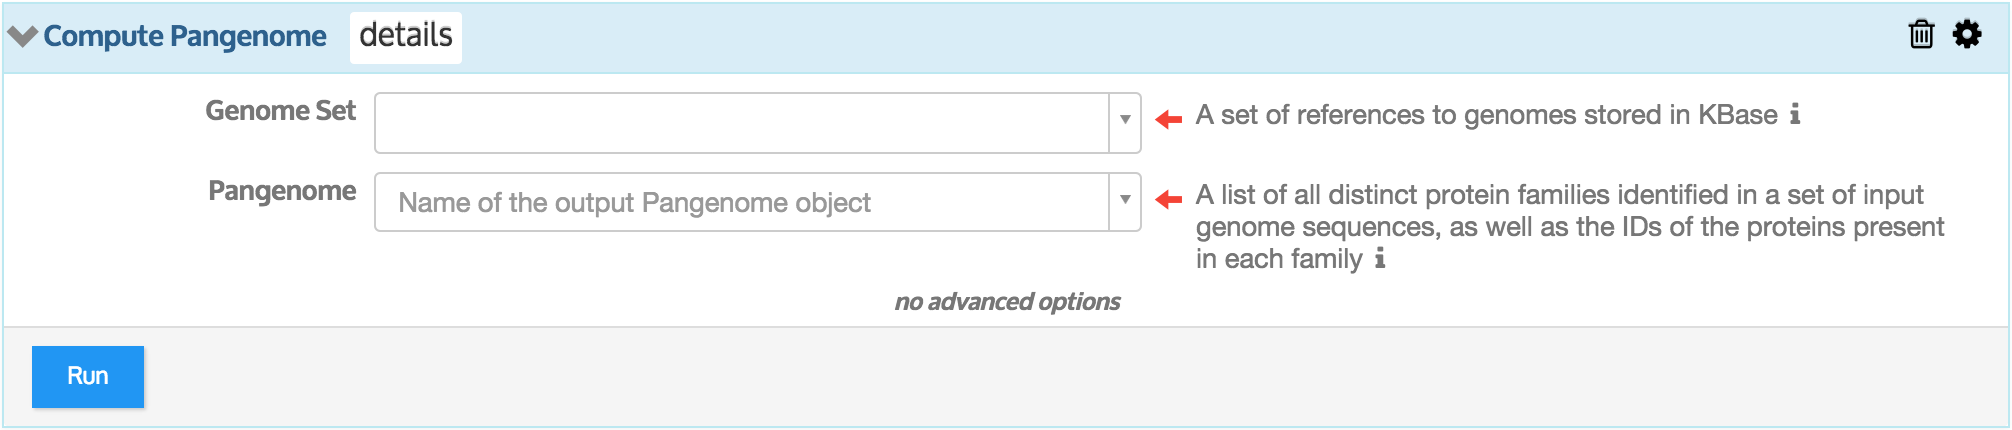 Compute Pangenome details
Genome Set
A set of references to genomes stored in KBase
Pangenome
Name of the output Pangenome object
A list of all distinct protein families identified in a set of input
genome sequences, as well as the IDs of the proteins present
in each family
no advanced options
Run